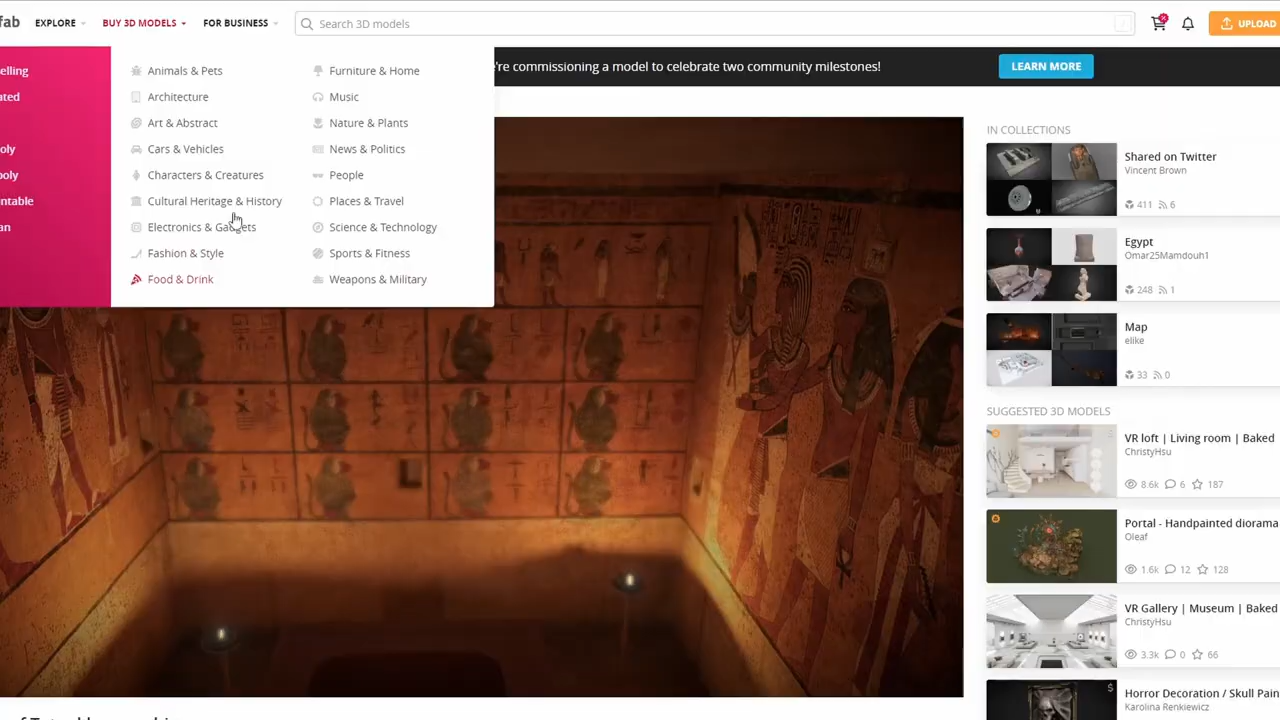 fab EXPLORE BUY 3D MODELS FOR BUSINESS Search 3D models / UPLOAD
elling
ated
oly
poly
ntable
an
Animals & Pets
Architecture
Art & Abstract
Cars & Vehicles
Characters & Creatures
Cultural Heritage & History
Electronics & Gadgets
Fashion & Style
Food & Drink
Furniture & Home
Music
Nature & Plants
News & Politics
People
Places & Travel
Science & Technology
Sports & Fitness
Weapons & Military
're commissioning a model to celebrate two community milestones! LEARN MORE
IN COLLECTIONS
Shared on Twitter
Vincent Brown
411 6
Egypt
Omar25Mamdouh1
248 1
Map
elike
33 0
SUGGESTED 3D MODELS
VR loft | Living room | Baked
ChristyHsu
8.6k 6 187
Portal - Handpainted diorama
Oleaf
1.6k 12 128
VR Gallery | Museum | Baked
ChristyHsu
3.3k 0 66
$
Horror Decoration / Skull Pain
Karolina Renkiewicz